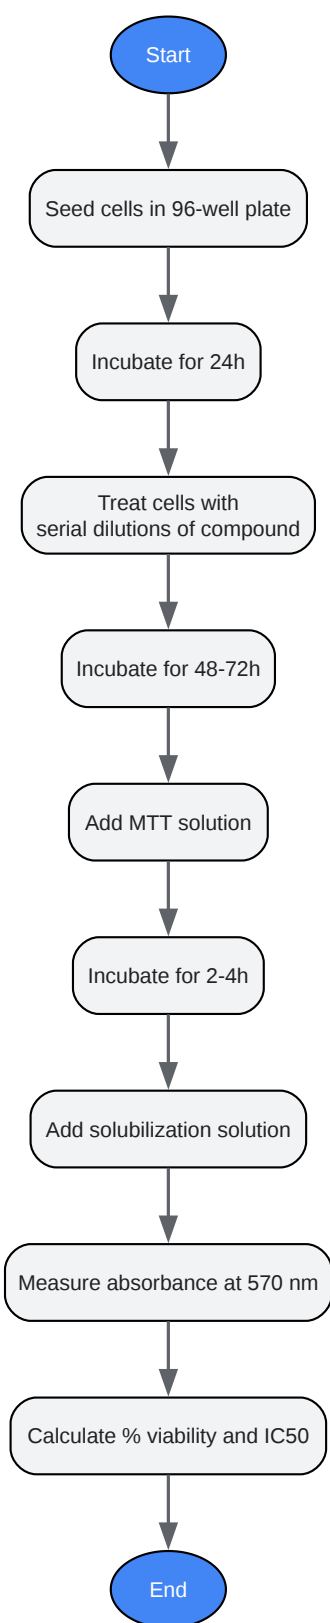 Start
Seed cells in 96-well plate
Incubate for 24h
Treat cells with
serial dilutions of compound
Incubate for 48-72h
Add MTT solution
Incubate for 2-4h
Add solubilization solution
Measure absorbance at 570 nm
Calculate % viability and IC50
End